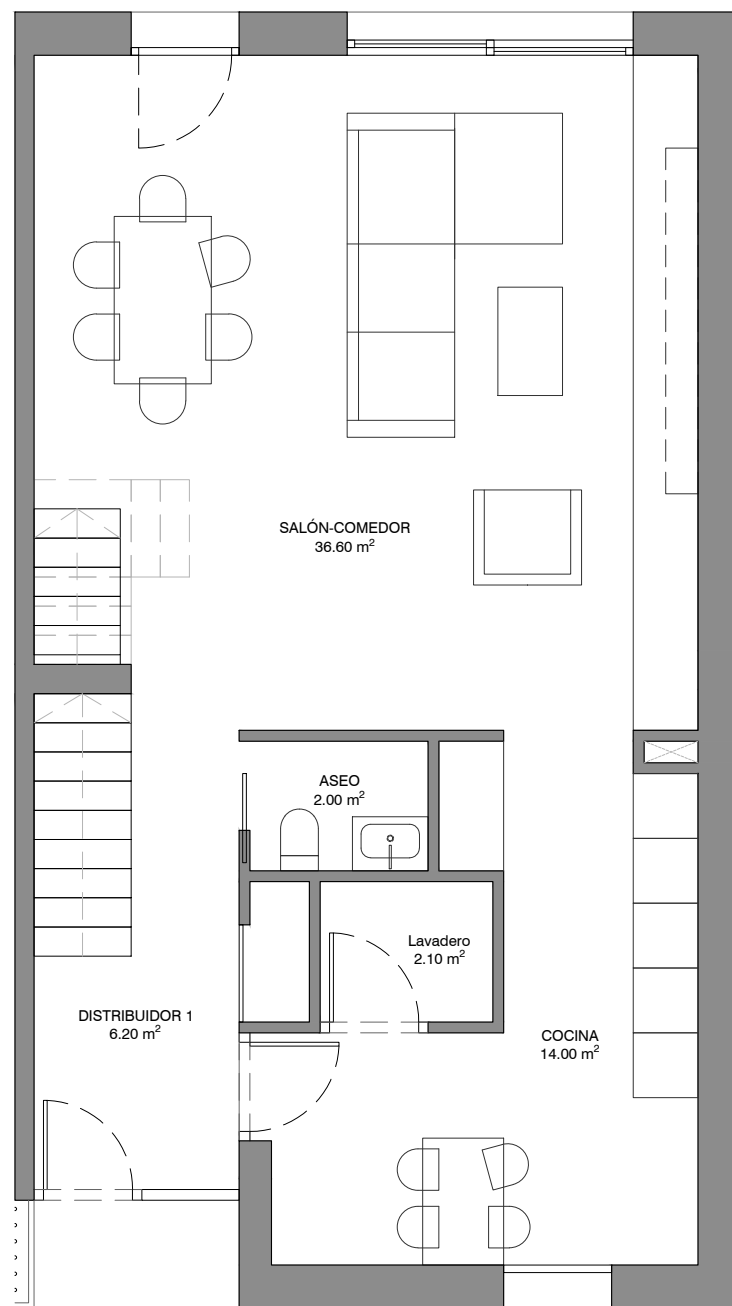 SALÓN-COMEDOR
36.60 m²
ASEO
2.00 m²
Lavadero
2.10 m²
DISTRIBUIDOR 1
6.20 m²
COCINA
14.00 m²